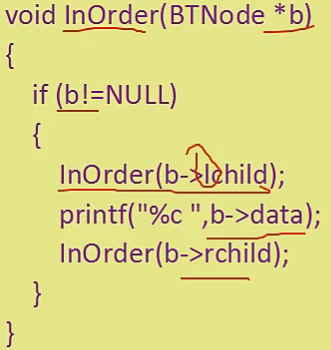 void InOrder(BTNode *b)
{
if (b!=NULL)
{
InOrder(b->lchild);
printf("%c ",b->data);
InOrder(b->rchild);
}
}